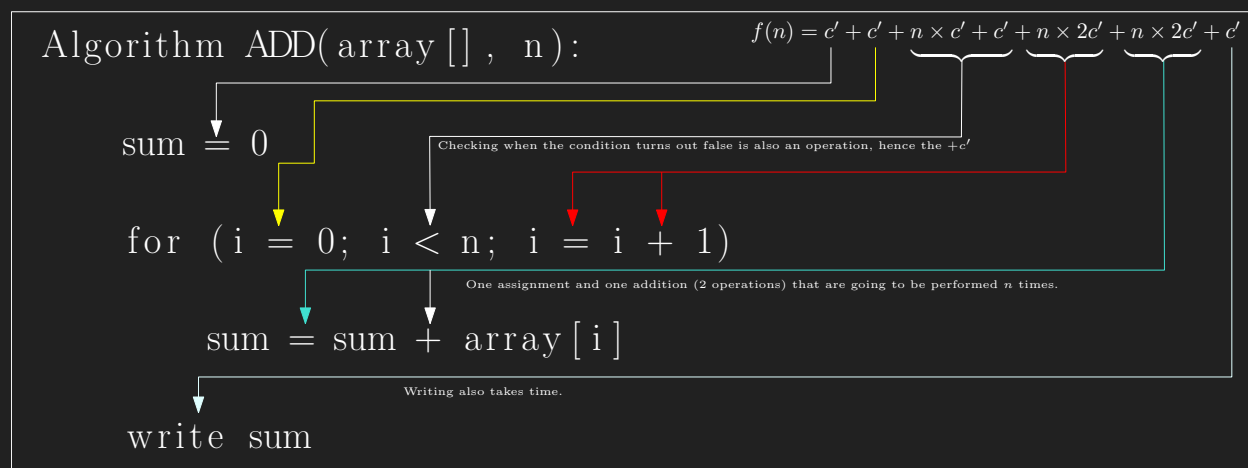 Algorithm ADD(array[], n):
f(n) = c′ + c′ + n × c′ + c′ + n × 2c′ + n × 2c′ + c′
sum = 0
Checking when the condition turns out false is also an operation, hence the +c′
for (i = 0; i < n; i = i + 1)
One assignment and one addition (2 operations) that are going to be performed n times.
sum = sum + array[i]
Writing also takes time.
write sum